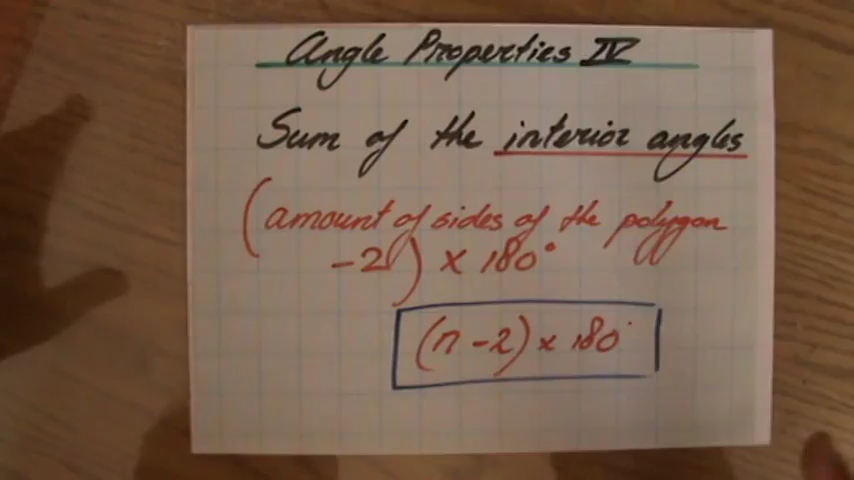 Angle Properties IV
Sum of the interior angles
(amount of sides of the polygon
-2) x 180°
(n-2) x 180°